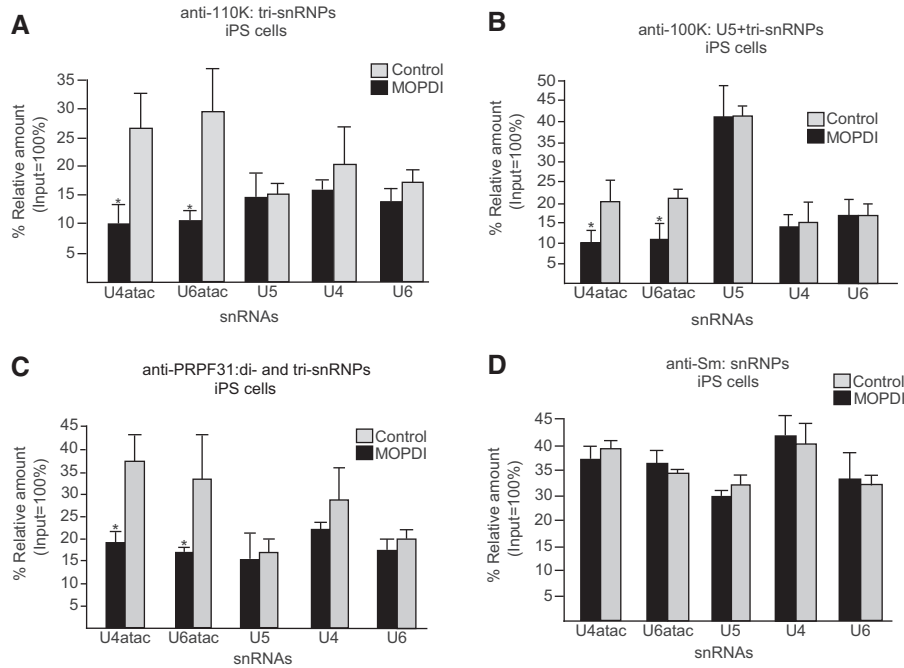 A
anti-110K: tri-snRNPs
iPS cells
% Relative amount
(Input=100%)
35
30
25
20
15
10
5
Control
MOPDI
*
*
U4atac U6atac U5 U4 U6
snRNAs
B
anti-100K: U5+tri-snRNPs
iPS cells
% Relative amount
(Input=100%)
50
45
40
35
30
25
20
15
10
5
Control
MOPDI
*
*
U4atac U6atac U5 U4 U6
snRNAs
C
anti-PRPF31:di- and tri-snRNPs
iPS cells
% Relative amount
(Input=100%)
45
40
35
30
25
20
15
10
5
Control
MOPDI
*
*
U4atac U6atac U5 U4 U6
snRNAs
D
anti-Sm: snRNPs
iPS cells
% Relative amount
(Input=100%)
45
40
35
30
25
20
15
10
5
Control
MOPDI
U4atac U6atac U5 U4 U6
snRNAs